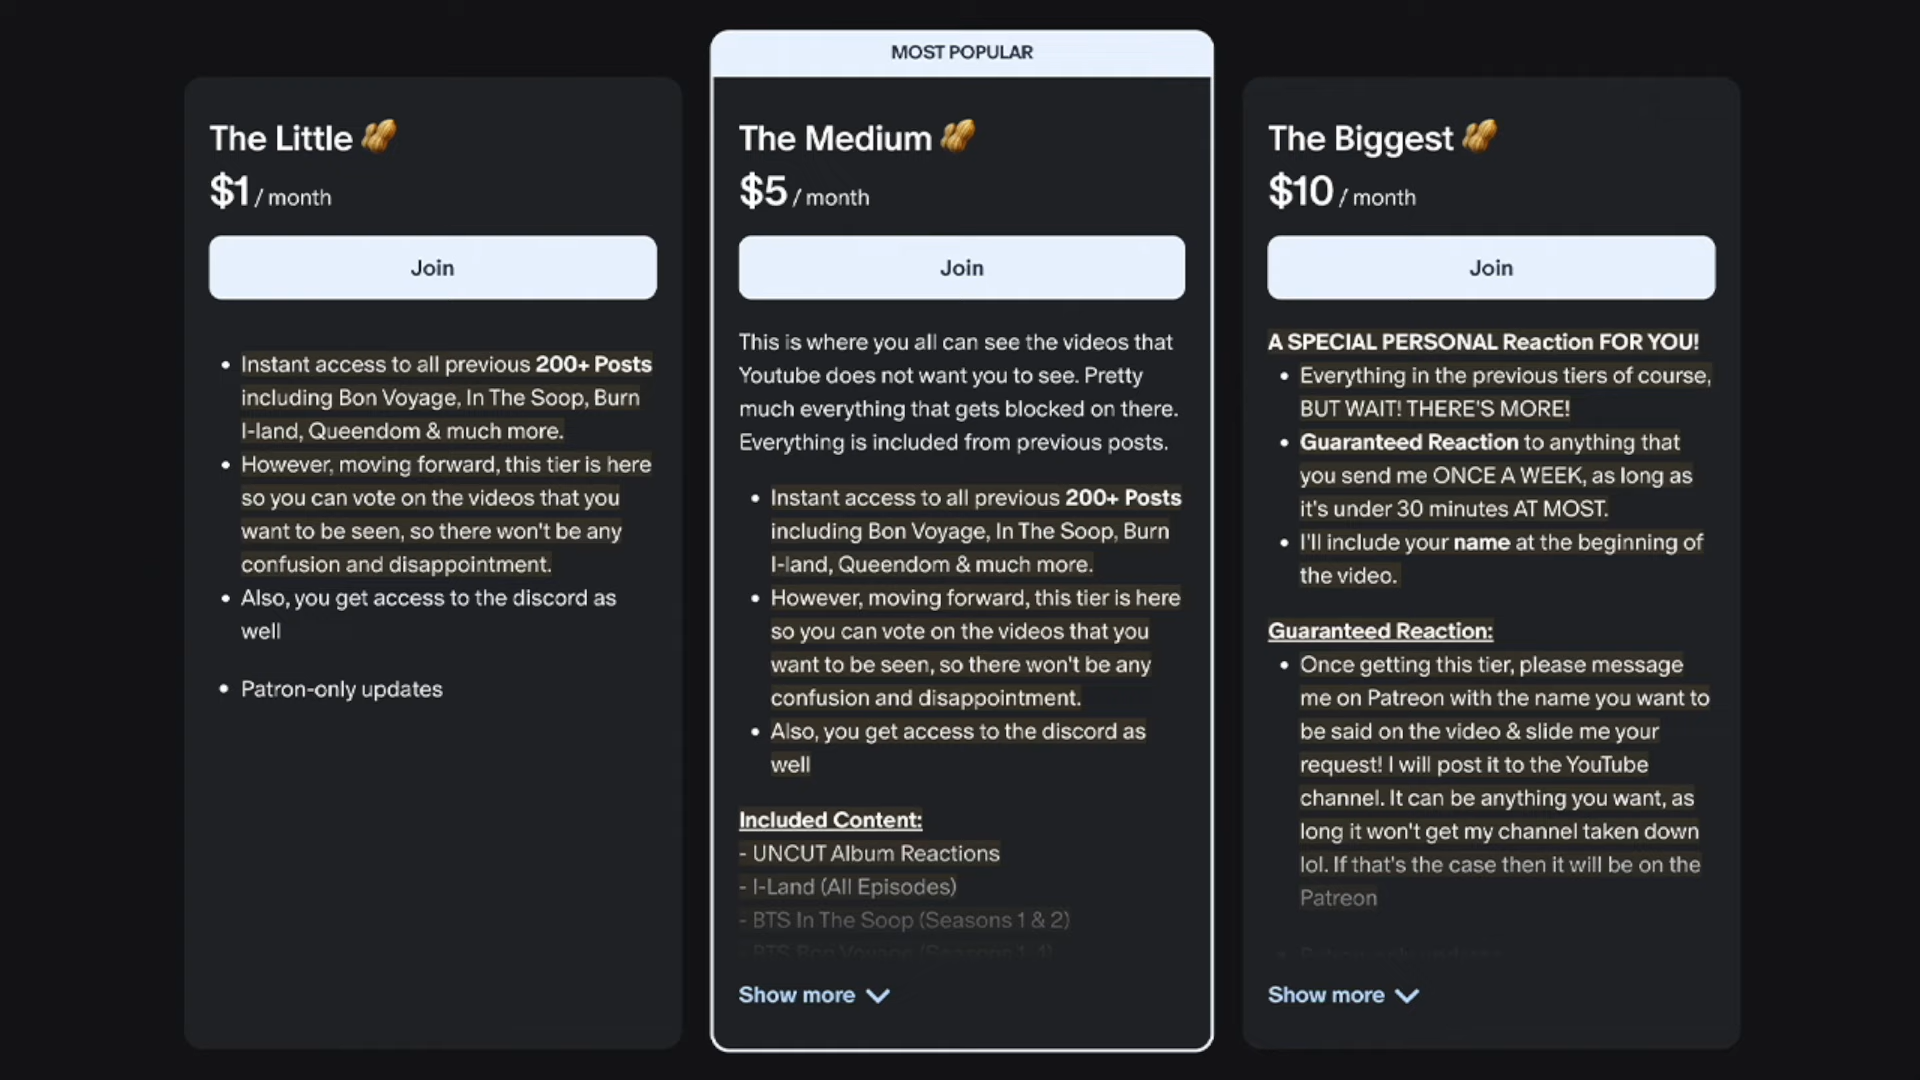 The Little 🥜
$1 / month
Join
• Instant access to all previous 200+ Posts
including Bon Voyage, In The Soop, Burn
I-land, Queendom & much more.
• However, moving forward, this tier is here
so you can vote on the videos that you
want to be seen, so there won't be any
confusion and disappointment.
• Also, you get access to the discord as
well
• Patron-only updates
MOST POPULAR
The Medium 🥜
$5 / month
Join
This is where you all can see the videos that
Youtube does not want you to see. Pretty
much everything that gets blocked on there.
Everything is included from previous posts.
• Instant access to all previous 200+ Posts
including Bon Voyage, In The Soop, Burn
I-land, Queendom & much more.
• However, moving forward, this tier is here
so you can vote on the videos that you
want to be seen, so there won't be any
confusion and disappointment.
• Also, you get access to the discord as
well
Included Content:
- UNCUT Album Reactions
- I-Land (All Episodes)
- BTS In The Soop (Seasons 1 & 2)
- BTS Bon Voyage (Seasons 1-4)
Show more
The Biggest 🥜
$10 / month
Join
A SPECIAL PERSONAL Reaction FOR YOU!
• Everything in the previous tiers of course,
BUT WAIT! THERE'S MORE!
• Guaranteed Reaction to anything that
you send me ONCE A WEEK, as long as
it's under 30 minutes AT MOST.
• I'll include your name at the beginning of
the video.
Guaranteed Reaction:
• Once getting this tier, please message
me on Patreon with the name you want to
be said on the video & slide me your
request! I will post it to the YouTube
channel. It can be anything you want, as
long it won't get my channel taken down
lol. If that's the case then it will be on the
Patreon
• Patron-only updates
Show more